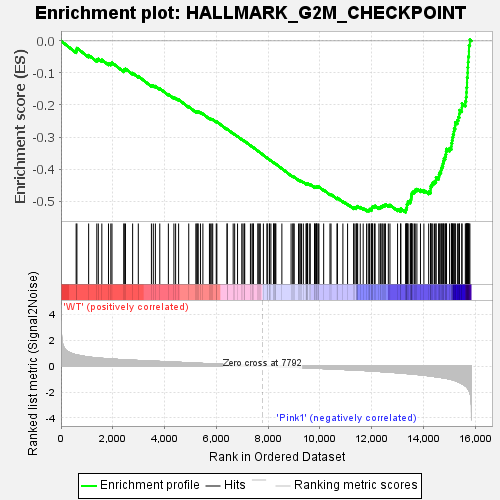 Enrichment plot: HALLMARK_G2M_CHECKPOINT
Enrichment score (ES)
0.0
-0.1
-0.2
-0.3
-0.4
-0.5
Ranked list metric (Signal2Noise)
'WT' (positively correlated)
4
2
0
-2
-4
Zero cross at 7792
'Pink1' (negatively correlated)
0
2,000
4,000
6,000
8,000
10,000
12,000
14,000
16,000
Rank in Ordered Dataset
Enrichment profile
Hits
Ranking metric scores